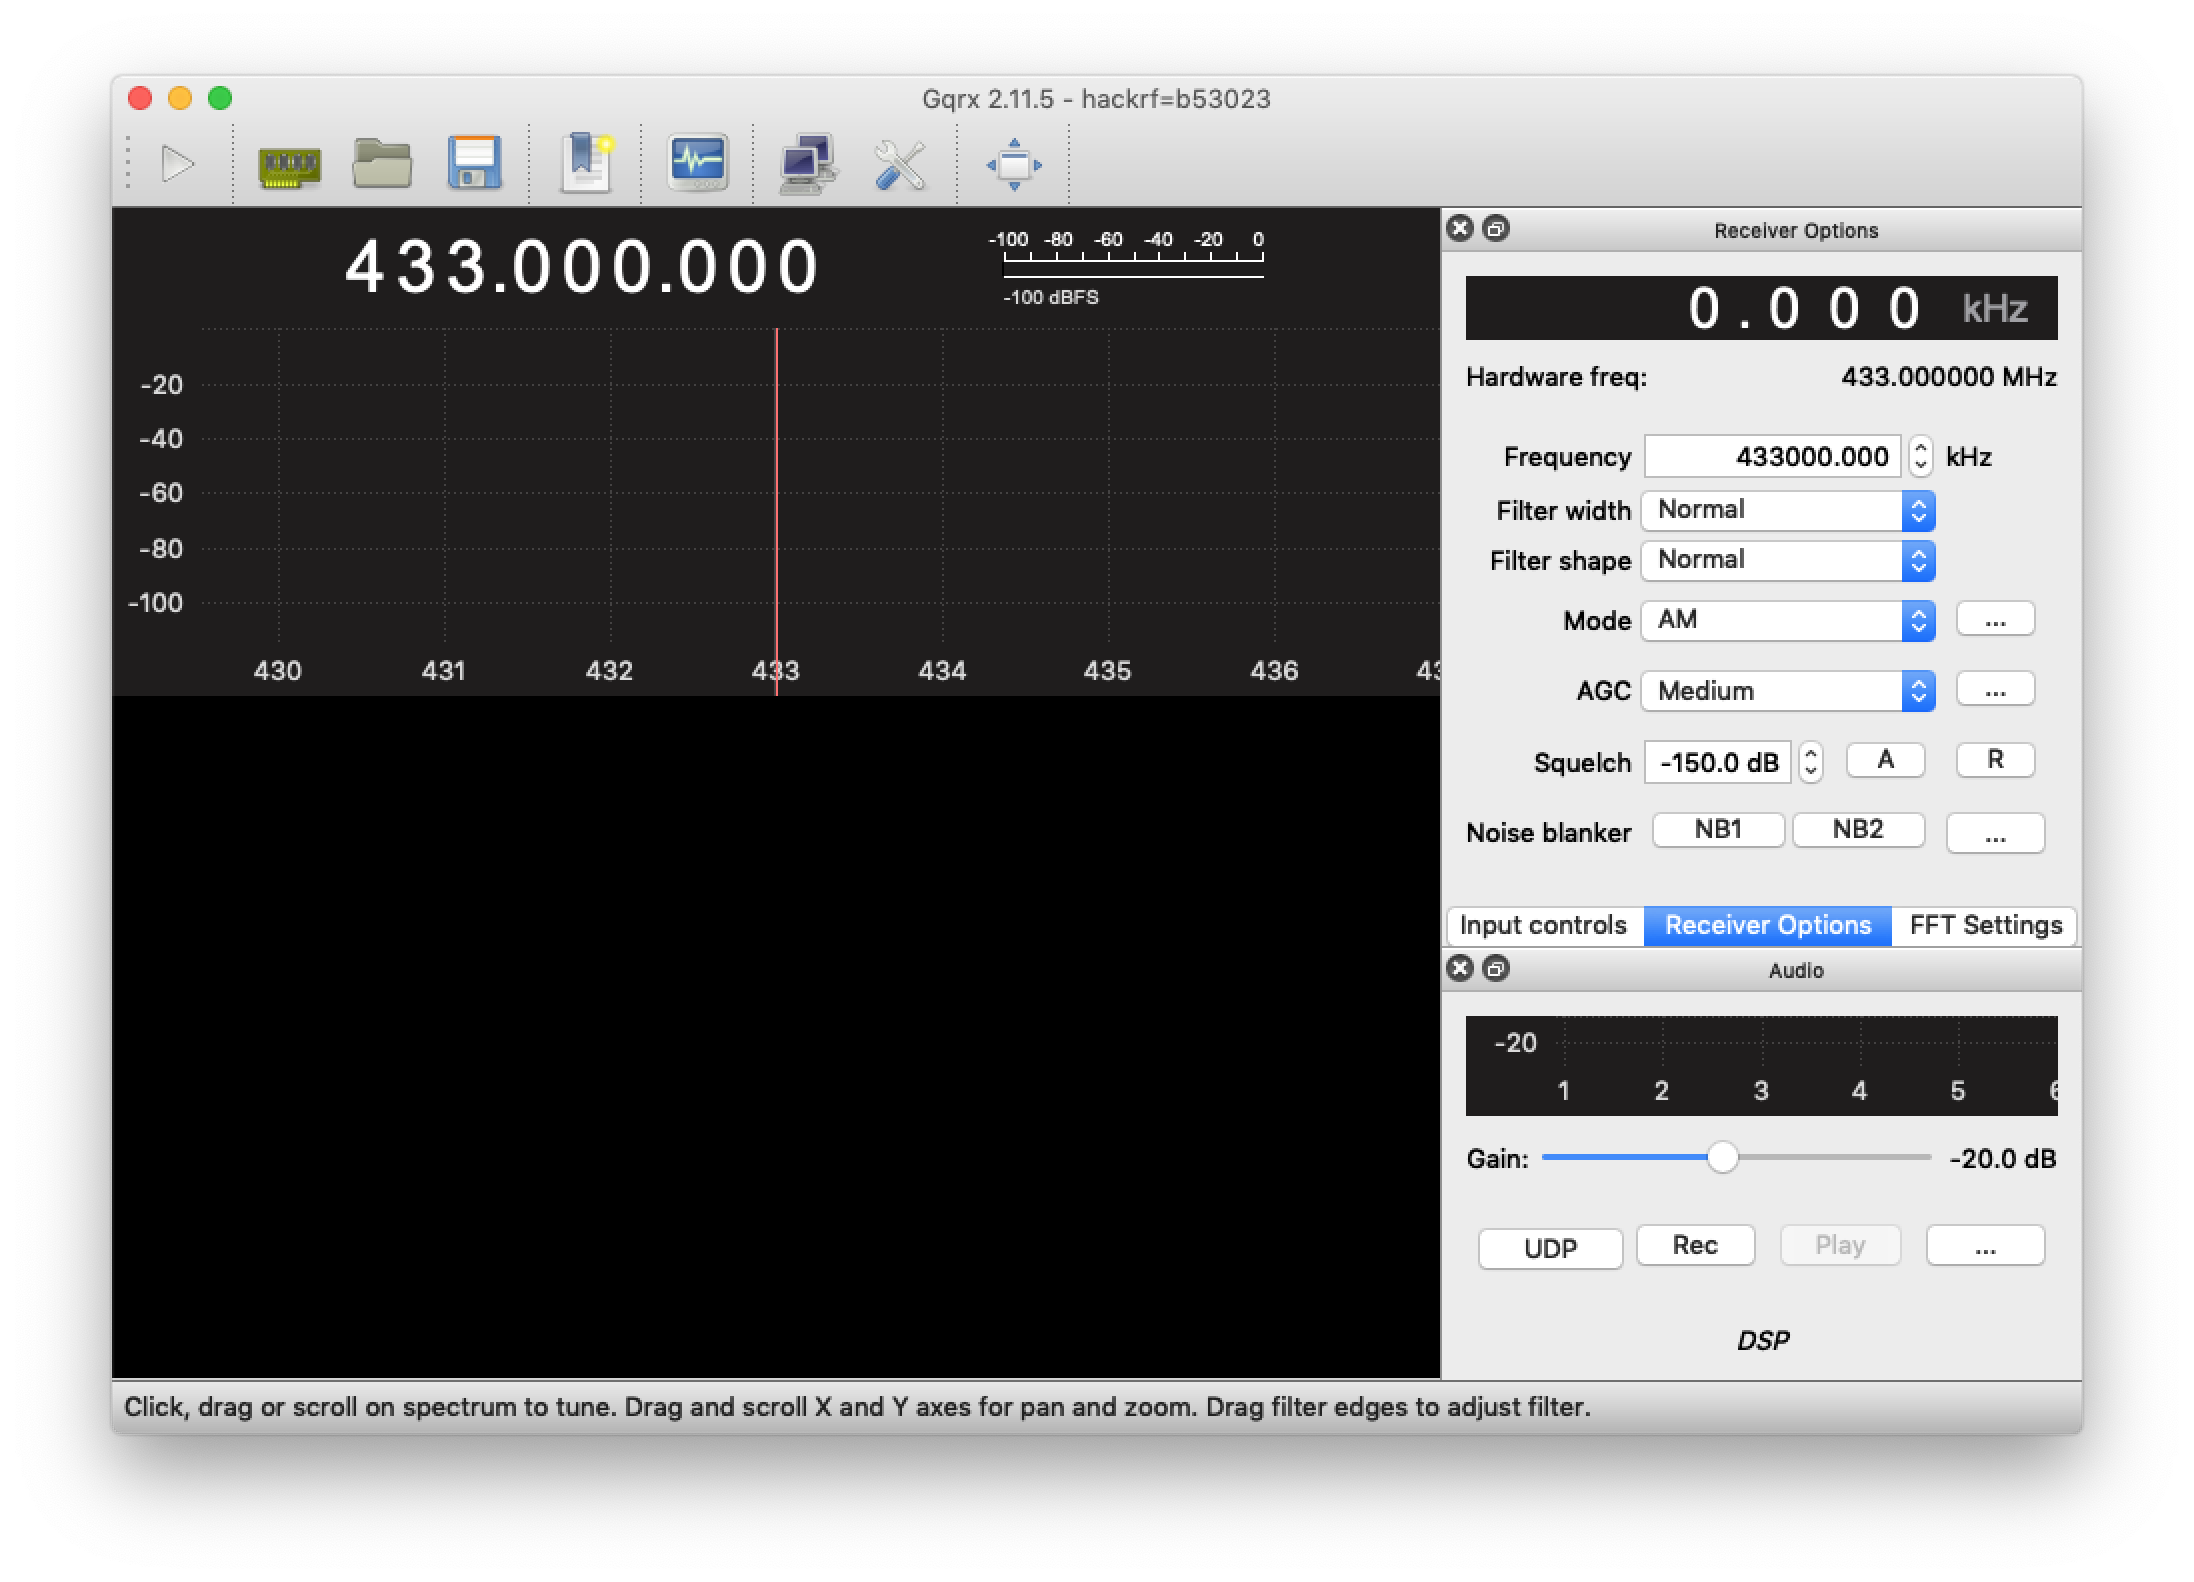 Gqrx 2.11.5 - hackrf=b53023
433.000.000
-100 -80 -60 -40 -20 0
-100 dBFS
-20
-40
-60
-80
-100
430 431 432 433 434 435 436
Receiver Options
0.000 kHz
Hardware freq: 433.000000 MHz
Frequency 433000.000 kHz
Filter width Normal
Filter shape Normal
Mode AM ...
AGC Medium ...
Squelch -150.0 dB A R
Noise blanker NB1 NB2 ...
Input controls Receiver Options FFT Settings
Audio
-20
1 2 3 4 5 6
Gain: -20.0 dB
UDP Rec Play ...
DSP
Click, drag or scroll on spectrum to tune. Drag and scroll X and Y axes for pan and zoom. Drag filter edges to adjust filter.